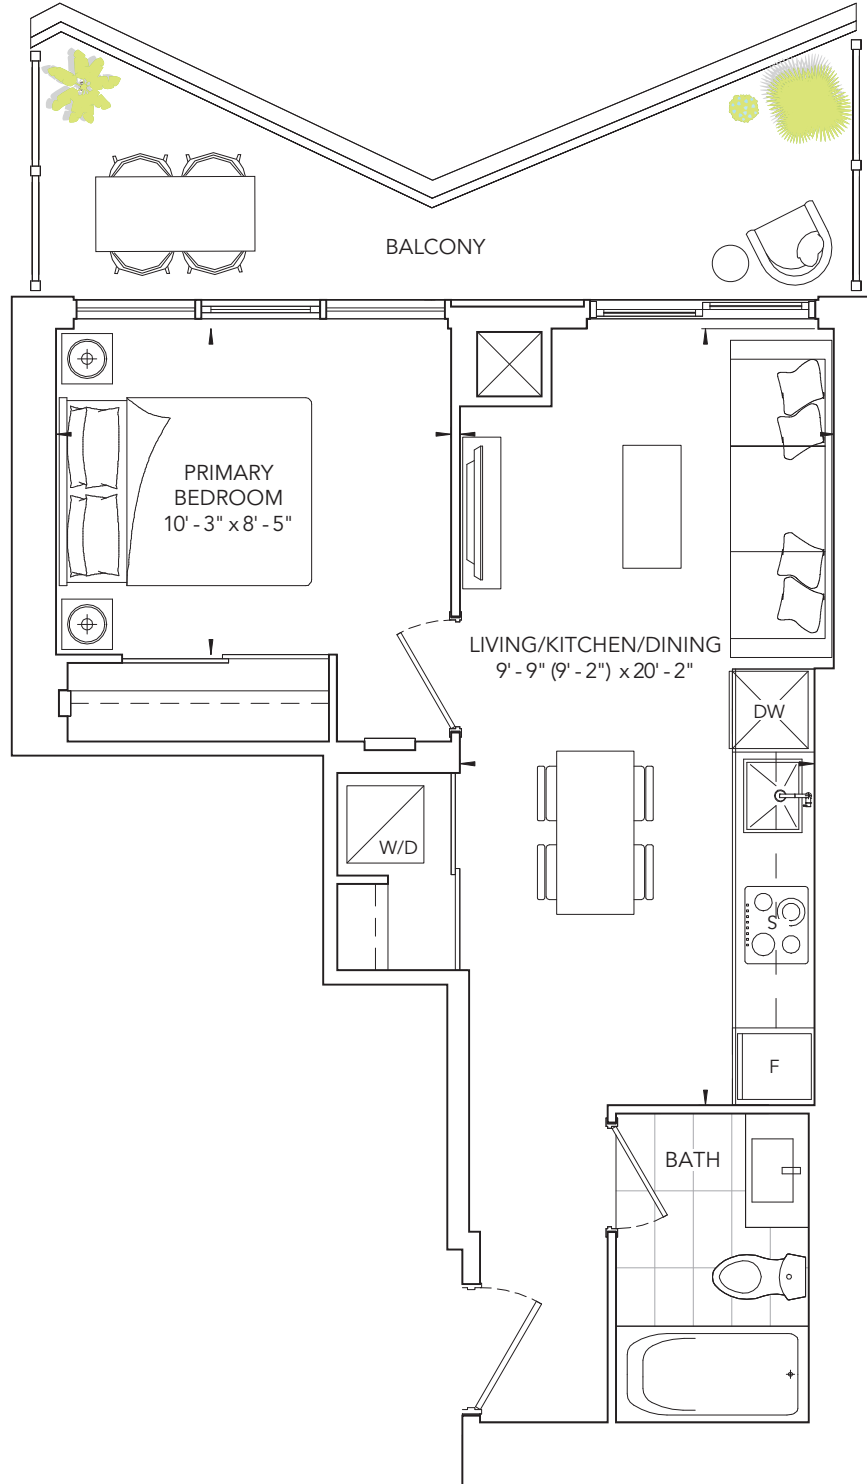 BALCONY
PRIMARY
BEDROOM
10' - 3" x 8' - 5"
LIVING/KITCHEN/DINING
9' - 9" (9' - 2") x 20' - 2"
DW
W/D
S
F
BATH